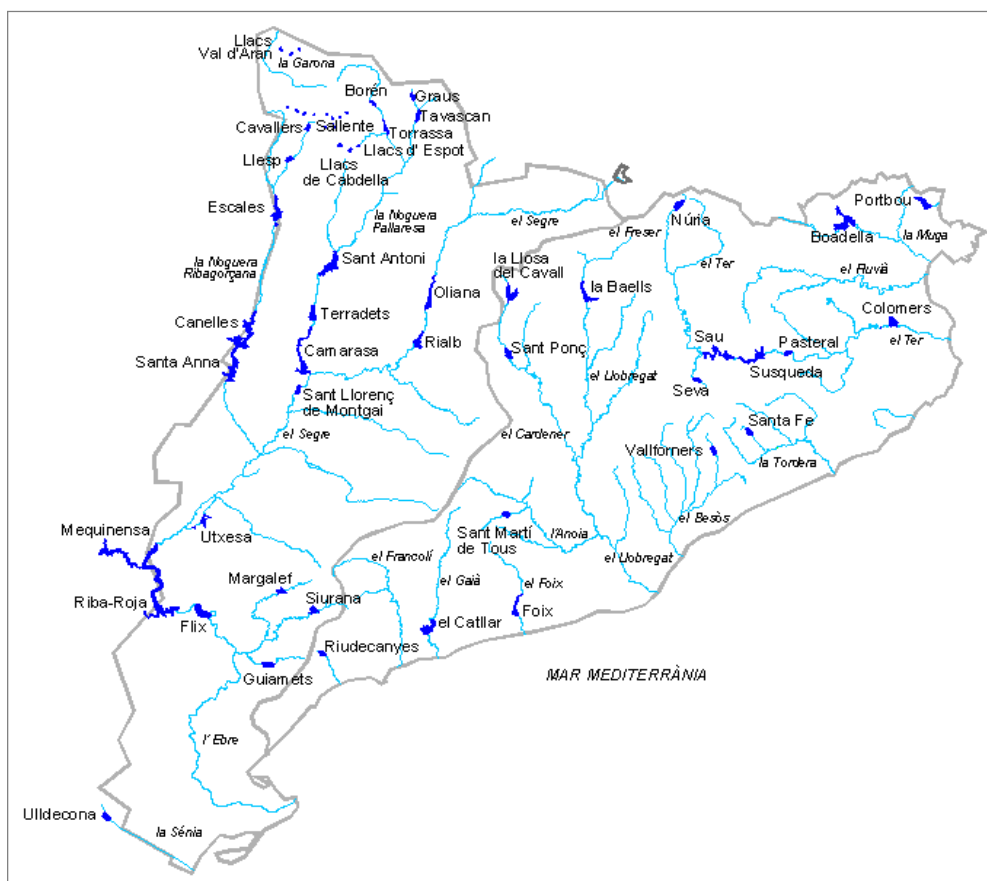 Llacs
Val d'Aran
la Garona
Borén
Graus
Tavascan
Cavallers
Sallente
Torrassa
Llesp
Llacs d' Espot
Llacs
de Cabdella
Escales
la Noguera
Pallaresa
el Segre
Núria
Portbou
Boadella
la Muga
el Freser
la Noguera
Ribagorçana
Sant Antoni
la Llosa
del Cavall
el Ter
el Fluvià
la Baells
Oliana
Canelles
Terradets
Colomers
Santa Anna
Camarasa
Rialb
Sant Ponç
Sau
Pasteral
el Ter
Susqueda
el Llobregat
Seva
Sant Llorenç
de Montgai
el Segre
el Cardener
Santa Fe
Vallforners
la Tordera
Mequinensa
Utxesa
Sant Martí
de Tous
l'Anoia
el Besòs
el Francolí
el Llobregat
Margalef
el Gaià
el Foix
Riba-Roja
Siurana
Flix
el Catllar
Foix
Riudecanyes
Guiamets
MAR MEDITERRÀNIA
l' Ebre
Ulldecona
la Sénia